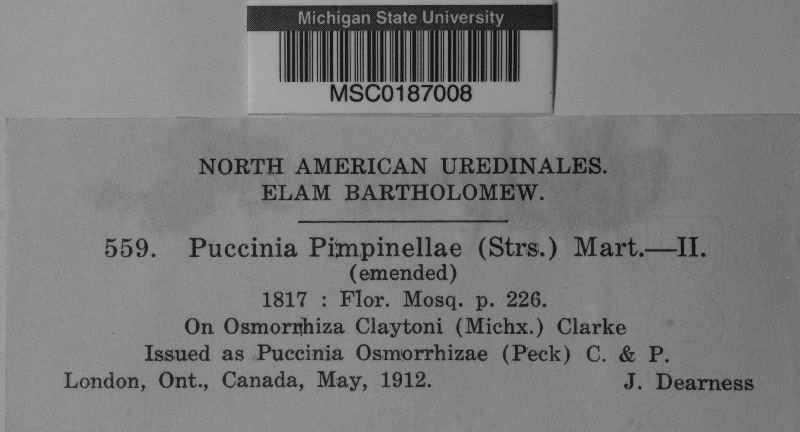 Michigan State University
MSC0187008
NORTH AMERICAN UREDINALES.
ELAM BARTHOLOMEW.
559. Puccinia Pimpinellae (Strs.) Mart.—II.
(emended)
1817 : Flor. Mosq. p. 226.
On Osmorrhiza Claytoni (Michx.) Clarke
Issued as Puccinia Osmorrhizae (Peck) C. & P.
London, Ont., Canada, May, 1912. J. Dearness